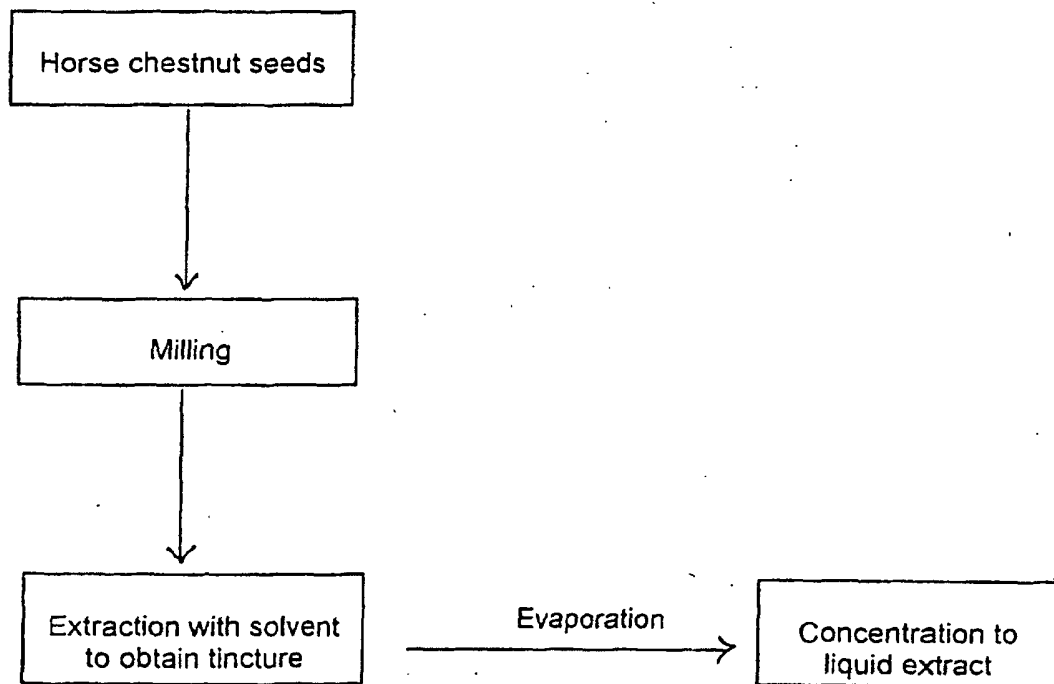 Horse chestnut seeds
Milling
Extraction with solvent
to obtain tincture
Evaporation
Concentration to
liquid extract